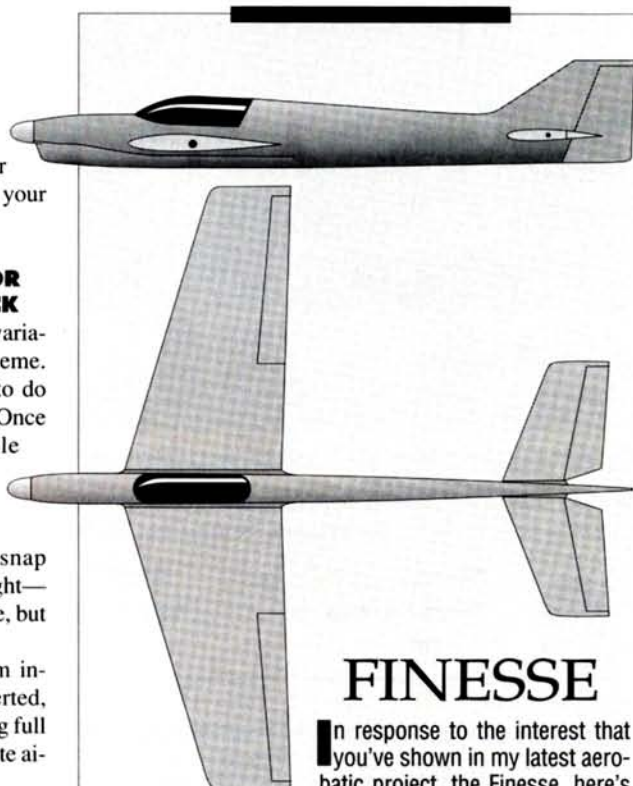 r
your
OR
CK
varia-
eme.
to do
Once
le
snap
ght—
e, but
m in-
erted,
g full
te ai-
FINESSE
In response to the interest that
you've shown in my latest aero-
batic project, the Finesse, here's